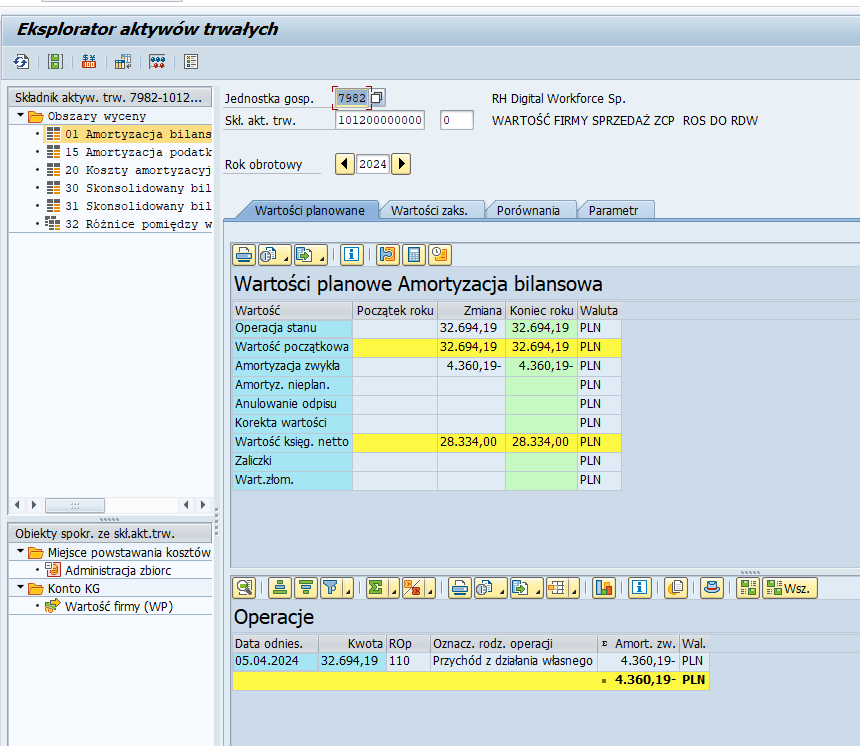 Eksplorator aktywów trwałych
Składnik aktyw. trw. 7982-1012...
Obszary wyceny
01 Amortyzacja bilans
15 Amortyzacja podatk
20 Koszty amortyzacyj
30 Skonsolidowany bil
31 Skonsolidowany bil
32 Różnice pomiędzy w
Obiekty spokr. ze skł.akt.trw.
Miejsce powstawania kosztów
Administracja zbiorc
Konto KG
Wartość firmy (WP)
Jednostka gosp. 7982 RH Digital Workforce Sp.
Skł. akt. trw. 101200000000 0 WARTOŚĆ FIRMY SPRZEDAŻ ZCP ROS DO RDW
Rok obrotowy 2024
Wartości planowane Wartości zaks. Porównania Parametr
Wartości planowe Amortyzacja bilansowa
Wartość Początek roku Zmiana Koniec roku Waluta
Operacja stanu 32.694,19 32.694,19 PLN
Wartość początkowa 32.694,19 32.694,19 PLN
Amortyzacja zwykła 4.360,19- 4.360,19- PLN
Amortyz. nieplan. PLN
Anulowanie odpisu PLN
Korekta wartości PLN
Wartość księg. netto 28.334,00 28.334,00 PLN
Zaliczki PLN
Wart.złom. PLN
Wsz.
Operacje
Data odnies. Kwota ROp Oznacz. rodz. operacji Σ Amort. zw. Wal.
05.04.2024 32.694,19 110 Przychód z działania własnego 4.360,19- PLN
4.360,19- PLN